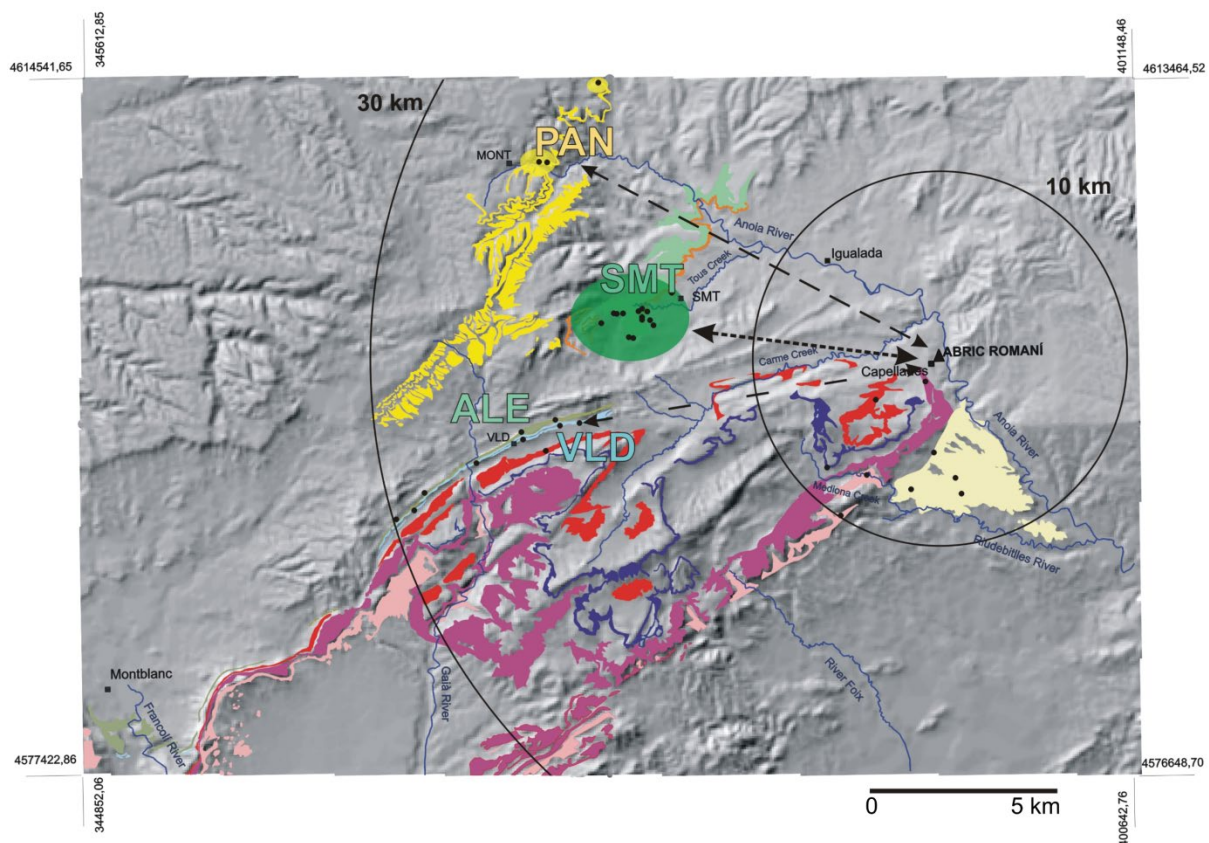 345612,85
401148,46
4614541,65
4613464,52
30 km
PAN
MONT
10 km
Anoia River
Igualada
SMT
Tous Creek
SMT
ABRIC ROMANÍ
Carme Creek
Capellades
ALE
VLD
VLD
Anoia River
Mediona Creek
Riudebitlles River
Montblanc
Francolí River
Gaià River
River Foix
4577422,86
4576648,70
344852,06
400642,76
0 5 km